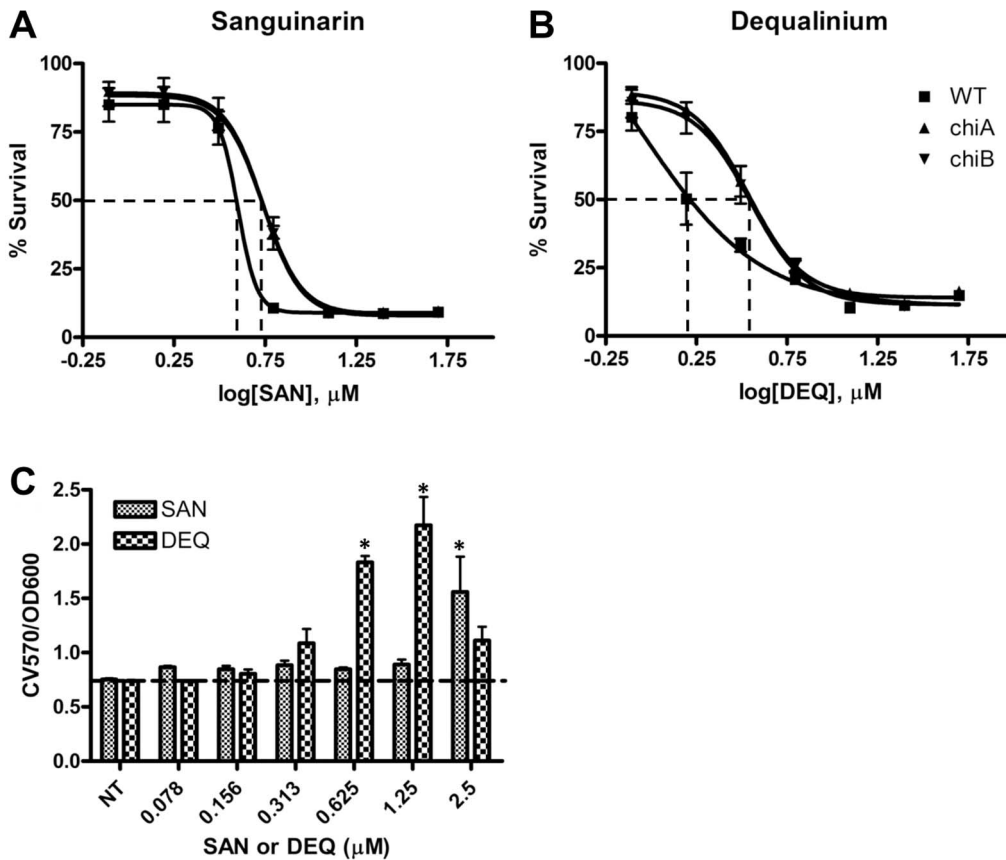 A
Sanguinarin
100
75
50
25
0
% Survival
-0.25
0.25
0.75
1.25
1.75
log[SAN], μM
B
Dequalinium
100
75
50
25
0
% Survival
-0.25
0.25
0.75
1.25
1.75
log[DEQ], μM
WT
chiA
chiB
C
2.5
2.0
1.5
1.0
0.5
0.0
CV570/OD600
SAN
DEQ
*
*
*
NT
0.078
0.156
0.313
0.625
1.25
2.5
SAN or DEQ (μM)